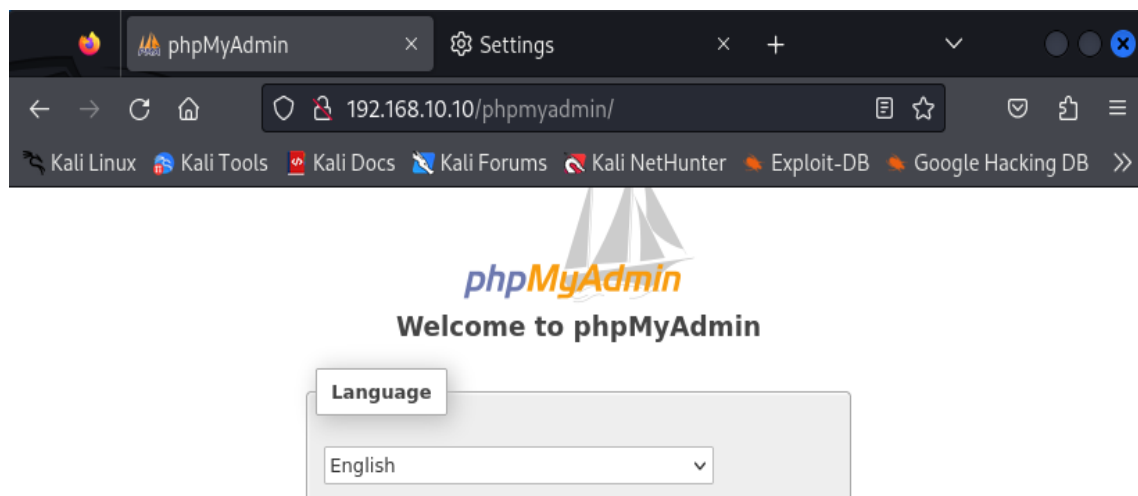 phpMyAdmin
Settings
192.168.10.10/phpmyadmin/
Kali Linux Kali Tools Kali Docs Kali Forums Kali NetHunter Exploit-DB Google Hacking DB
phpMyAdmin
Welcome to phpMyAdmin
Language
English